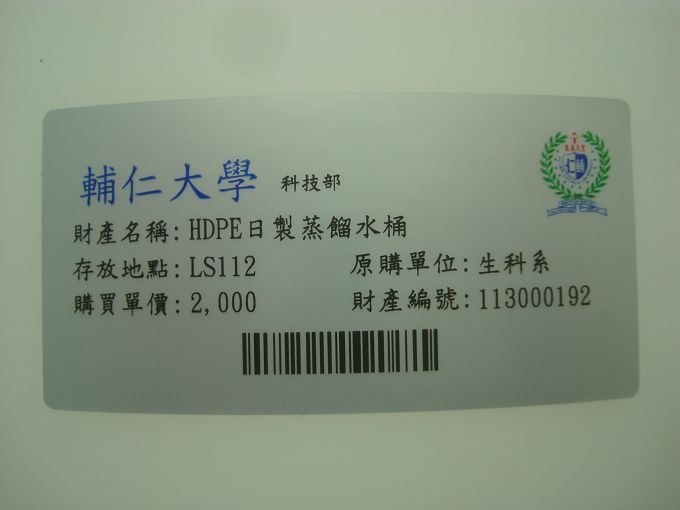 輔仁大學 科技部
財產名稱: HDPE日製蒸餾水桶
存放地點: LS112 原購單位: 生科系
購買單價: 2,000 財產編號: 113000192